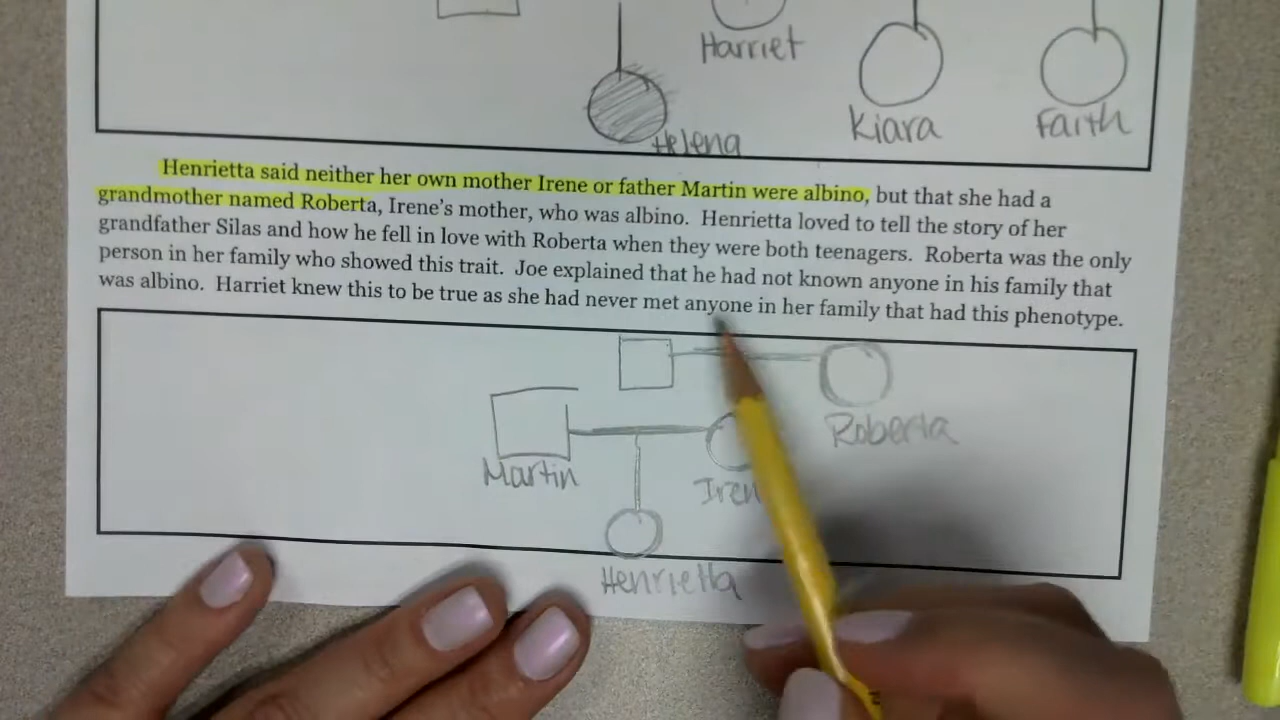 Harriet
Kiara
Faith
Helena
Henrietta said neither her own mother Irene or father Martin were albino, but that she had a
grandmother named Roberta, Irene's mother, who was albino. Henrietta loved to tell the story of her
grandfather Silas and how he fell in love with Roberta when they were both teenagers. Roberta was the only
person in her family who showed this trait. Joe explained that he had not known anyone in his family that
was albino. Harriet knew this to be true as she had never met anyone in her family that had this phenotype.
Roberta
Martin
Iren
Henrietta
2